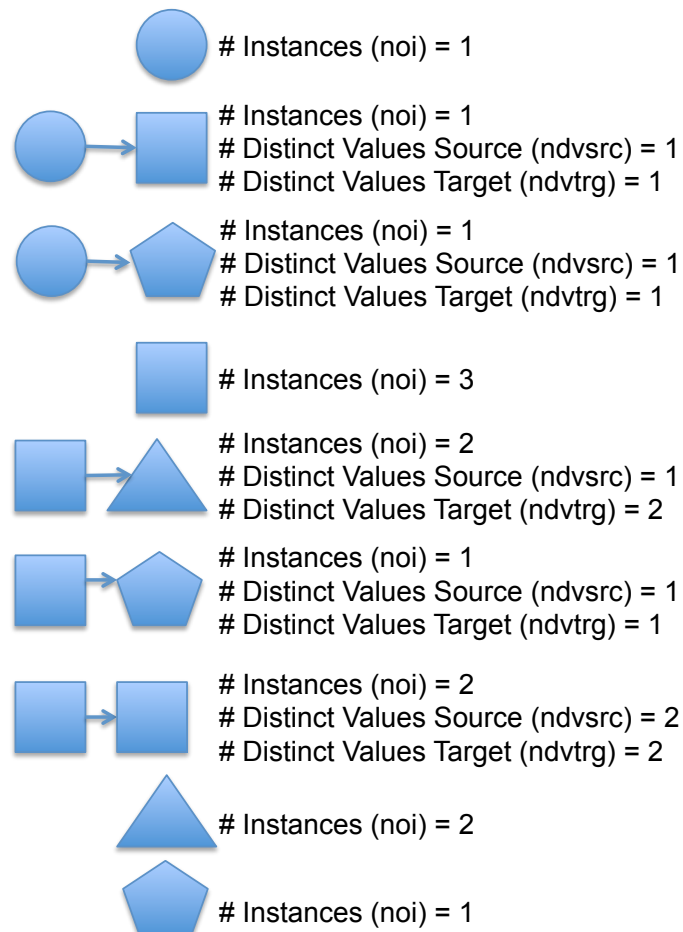 # Instances (noi) = 1
# Instances (noi) = 1
# Distinct Values Source (ndvsrc) = 1
# Distinct Values Target (ndvtrg) = 1
# Instances (noi) = 1
# Distinct Values Source (ndvsrc) = 1
# Distinct Values Target (ndvtrg) = 1
# Instances (noi) = 3
# Instances (noi) = 2
# Distinct Values Source (ndvsrc) = 1
# Distinct Values Target (ndvtrg) = 2
# Instances (noi) = 1
# Distinct Values Source (ndvsrc) = 1
# Distinct Values Target (ndvtrg) = 1
# Instances (noi) = 2
# Distinct Values Source (ndvsrc) = 2
# Distinct Values Target (ndvtrg) = 2
# Instances (noi) = 2
# Instances (noi) = 1